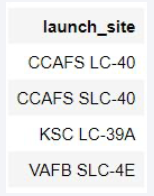 launch_site
CCAFS LC-40
CCAFS SLC-40
KSC LC-39A
VAFB SLC-4E